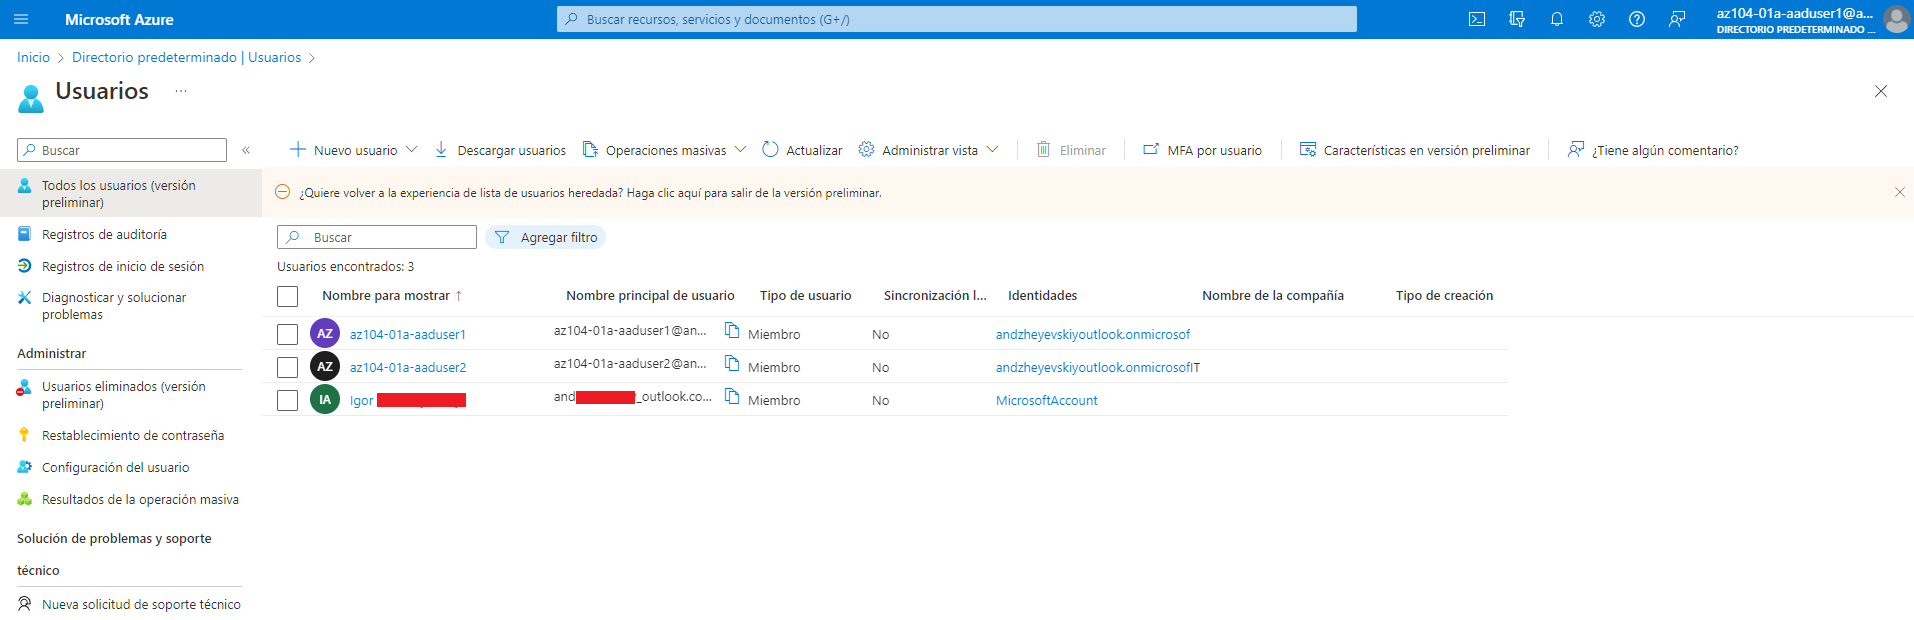 Microsoft Azure
Buscar recursos, servicios y documentos (G+/)
az104-01a-aaduser1@a...
DIRECTORIO PREDETERMINADO ...
Inicio > Directorio predeterminado | Usuarios >
Usuarios ...
Buscar «
Nuevo usuario Descargar usuarios Operaciones masivas Actualizar Administrar vista Eliminar MFA por usuario Características en versión preliminar ¿Tiene algún comentario?
Todos los usuarios (versión
preliminar)
Registros de auditoría
Registros de inicio de sesión
Diagnosticar y solucionar
problemas
Administrar
Usuarios eliminados (versión
preliminar)
Restablecimiento de contraseña
Configuración del usuario
Resultados de la operación masiva
Solución de problemas y soporte
técnico
Nueva solicitud de soporte técnico
¿Quiere volver a la experiencia de lista de usuarios heredada? Haga clic aquí para salir de la versión preliminar.
Buscar Agregar filtro
Usuarios encontrados: 3
Nombre para mostrar ↑ Nombre principal de usuario Tipo de usuario Sincronización l... Identidades Nombre de la compañía Tipo de creación
AZ az104-01a-aaduser1 az104-01a-aaduser1@an... Miembro No andzheyevskiyoutlook.onmicrosof
AZ az104-01a-aaduser2 az104-01a-aaduser2@an... Miembro No andzheyevskiyoutlook.onmicrosofIT
IA Igor and _outlook.co... Miembro No MicrosoftAccount